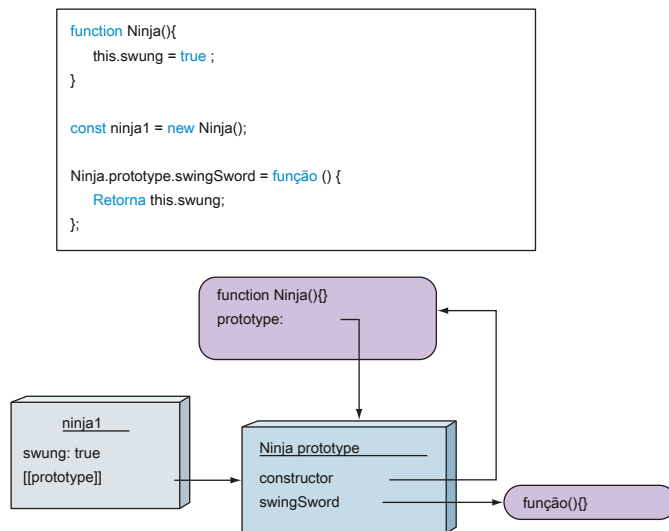 function Ninja(){
this.swung = true ;
}
const ninja1 = new Ninja();
Ninja.prototype.swingSword = função () {
Retorna this.swung;
};
function Ninja(){}
prototype:
ninja1
swung: true
[[prototype]]
Ninja prototype
constructor
swingSword
função(){}